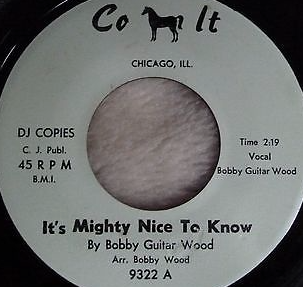 Co It
CHICAGO, ILL.
DJ COPIES
C. J. Publ.
45 R P M
B.M.I.
Time 2:19
Vocal
Bobby Guitar Wood
It's Mighty Nice To Know
By Bobby Guitar Wood
Arr. Bobby Wood
9322 A